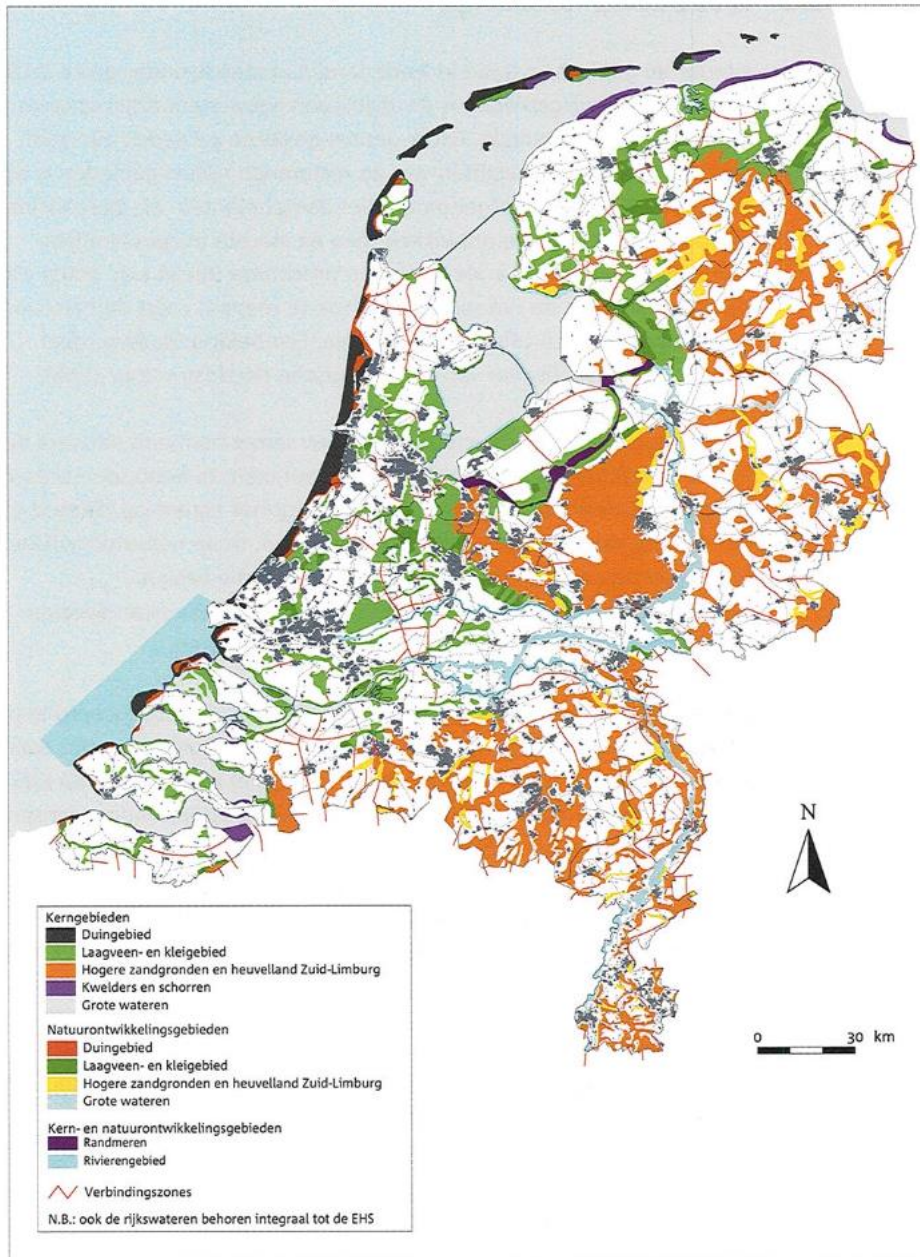 N
0 30 km
Kerngebieden
Duingebied
Laagveen- en kleigebied
Hogere zandgronden en heuvelland Zuid-Limburg
Kwelders en schorren
Grote wateren
Natuurontwikkelingsgebieden
Duingebied
Laagveen- en kleigebied
Hogere zandgronden en heuvelland Zuid-Limburg
Grote wateren
Kern- en natuurontwikkelingsgebieden
Randmeren
Rivierengebied
Verbindingszones
N.B.: ook de rijkswateren behoren integraal tot de EHS